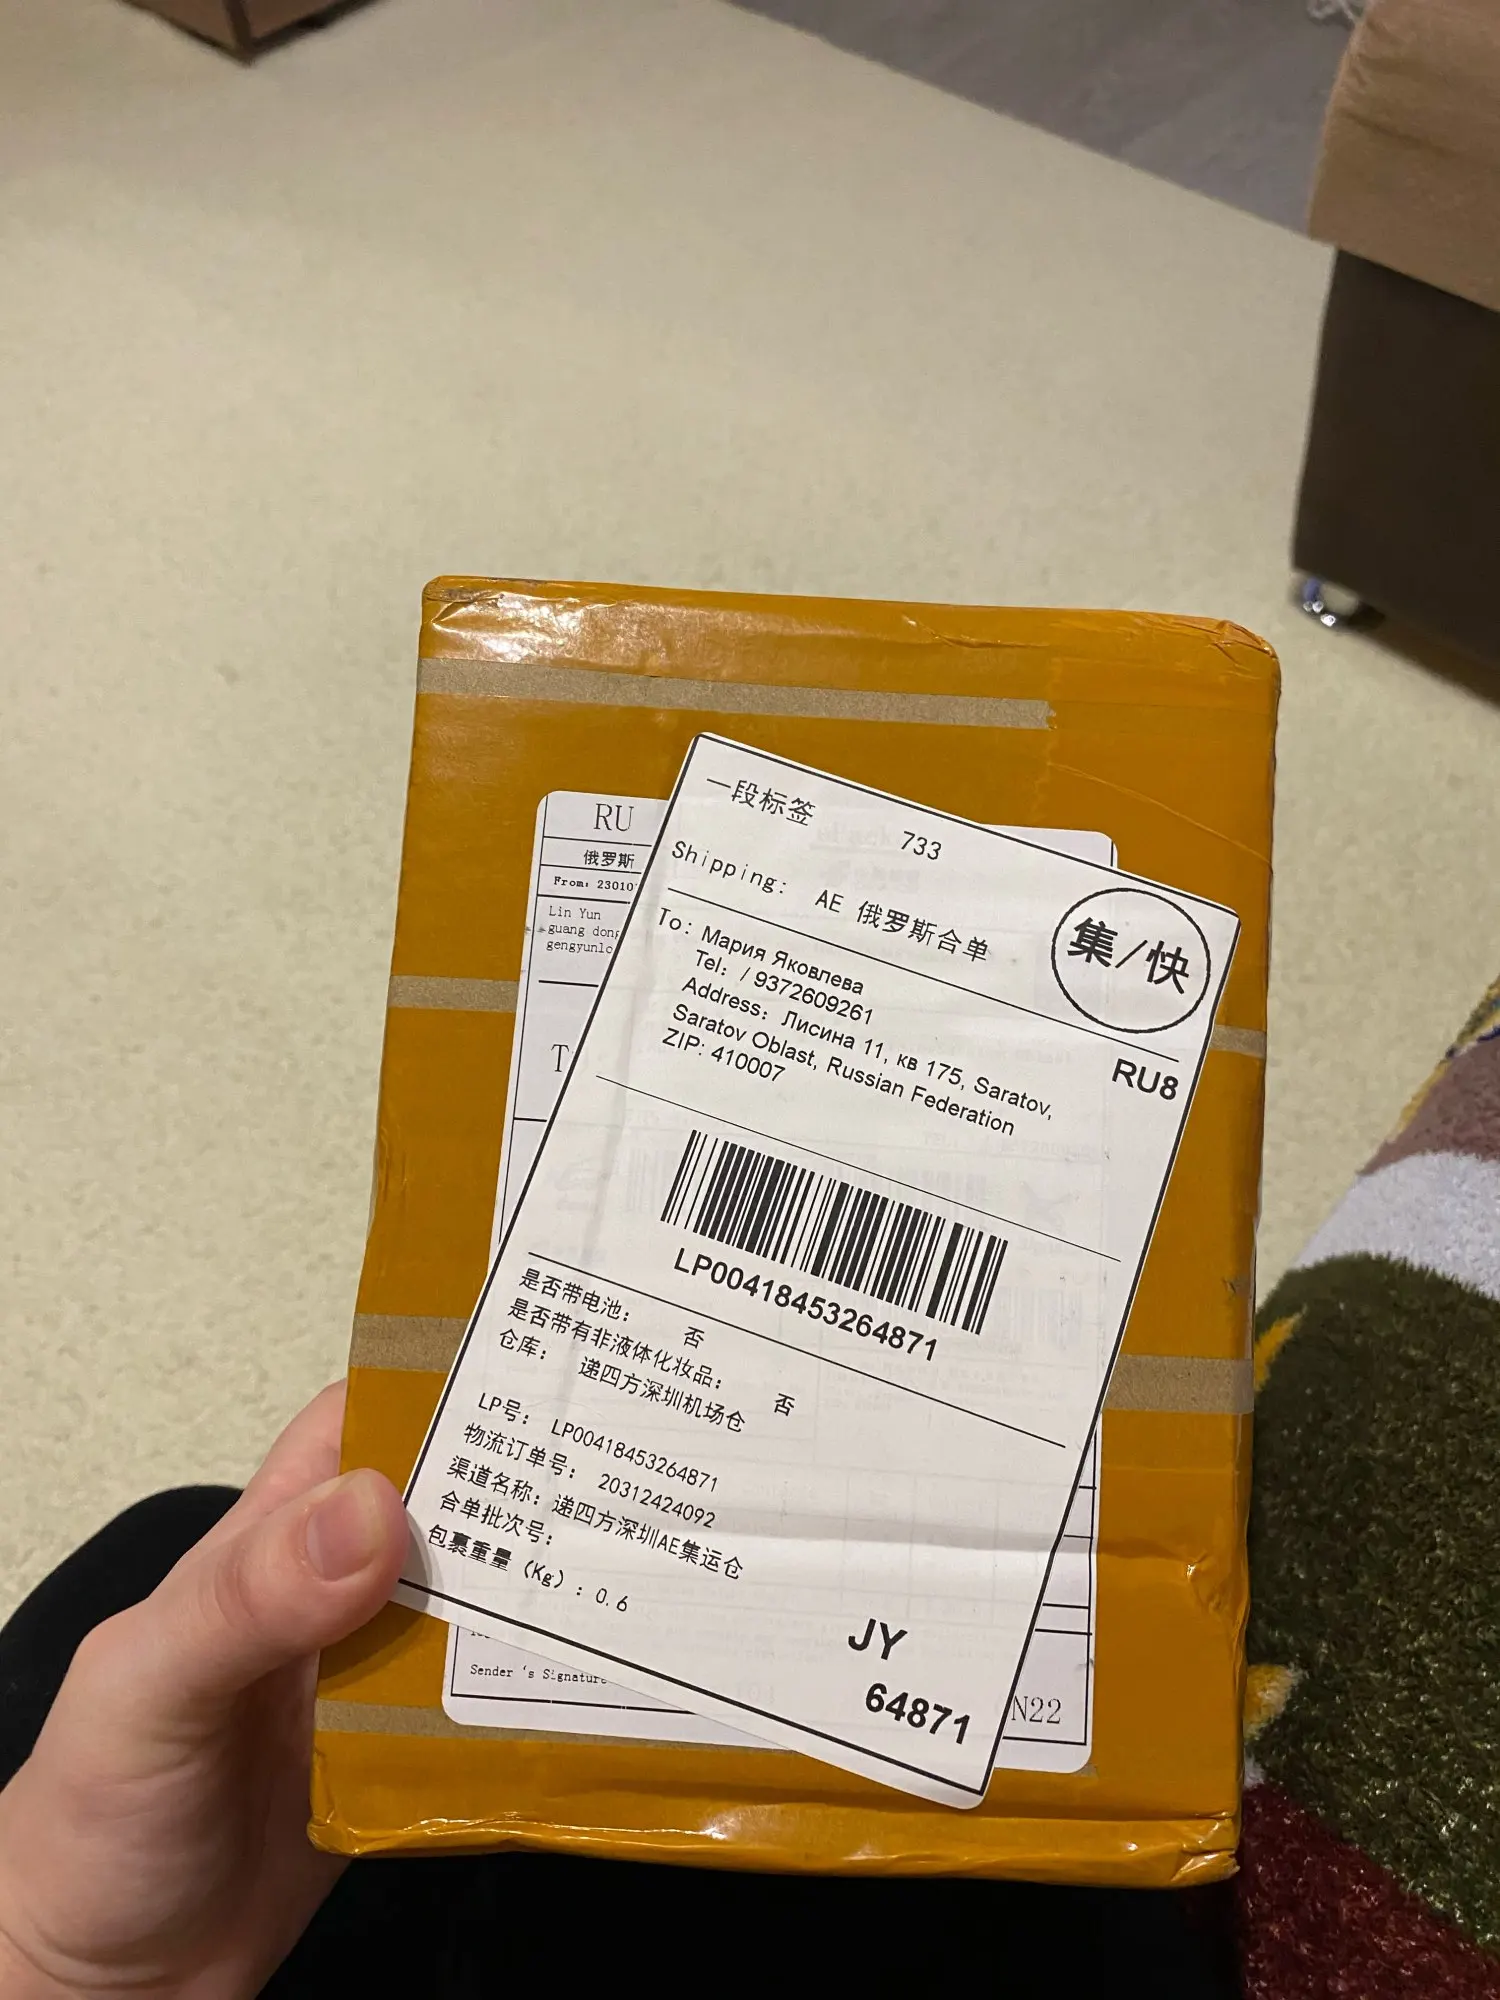 一段标签 733
Shipping: AE 俄罗斯合单
集/快
To: Мария Яковлева
Tel: / 9372609261
Address: Лисина 11, кв 175, Saratov,
Saratov Oblast, Russian Federation
ZIP: 410007
RU8
LP00418453264871
是否带电池: 否
是否带有非液体化妆品: 否
仓库: 递四方深圳机场仓
LP号: LP00418453264871
物流订单号: 20312424092
渠道名称: 递四方深圳AE集运仓
合单批次号:
包裹重量 (Kg) : 0.6
JY
64871
RU
俄罗斯
From: 23010
Lin Yun
guang dong
gengyunlo
T
Sender 's Signature
N22